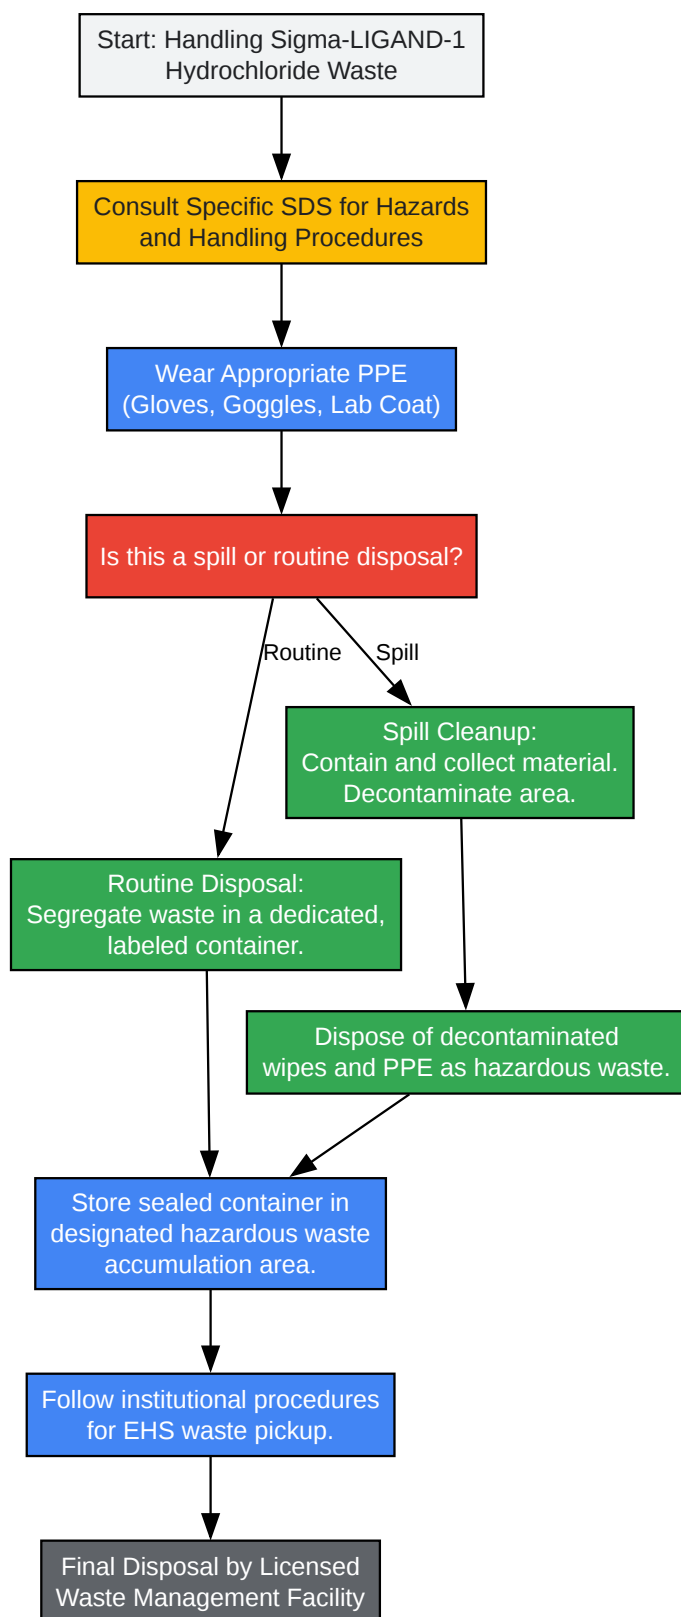 Start: Handling Sigma-LIGAND-1
Hydrochloride Waste
Consult Specific SDS for Hazards
and Handling Procedures
Wear Appropriate PPE
(Gloves, Goggles, Lab Coat)
Is this a spill or routine disposal?
Routine
Spill
Spill Cleanup:
Contain and collect material.
Decontaminate area.
Routine Disposal:
Segregate waste in a dedicated,
labeled container.
Dispose of decontaminated
wipes and PPE as hazardous waste.
Store sealed container in
designated hazardous waste
accumulation area.
Follow institutional procedures
for EHS waste pickup.
Final Disposal by Licensed
Waste Management Facility